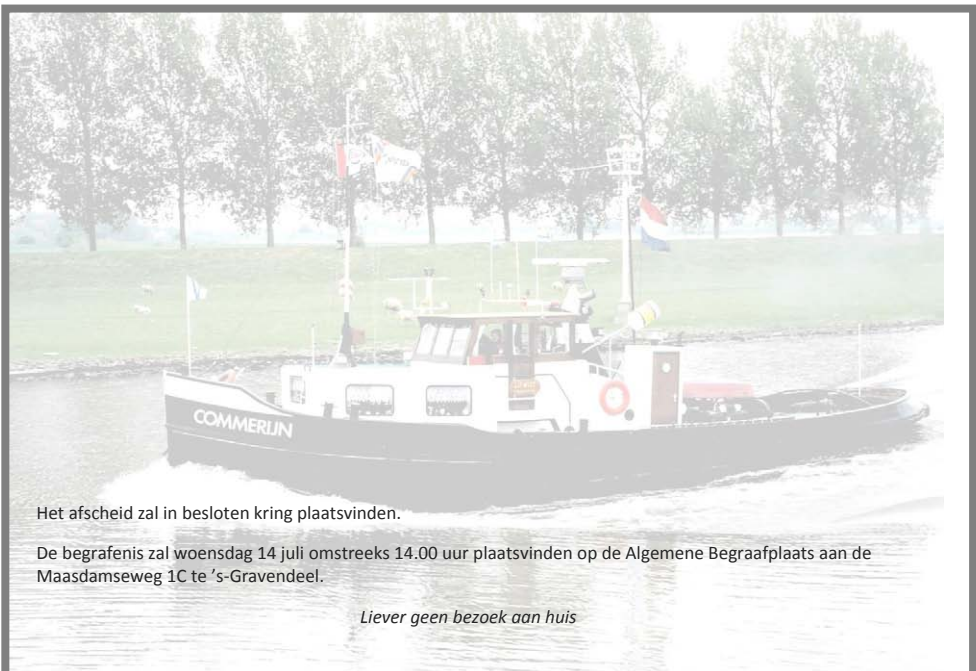 COMMERIJN
Het afscheid zal in besloten kring plaatsvinden.
De begrafenis zal woensdag 14 juli omstreeks 14.00 uur plaatsvinden op de Algemene Begraafplaats aan de
Maasdamseweg 1C te ’s-Gravendeel.
Liever geen bezoek aan huis